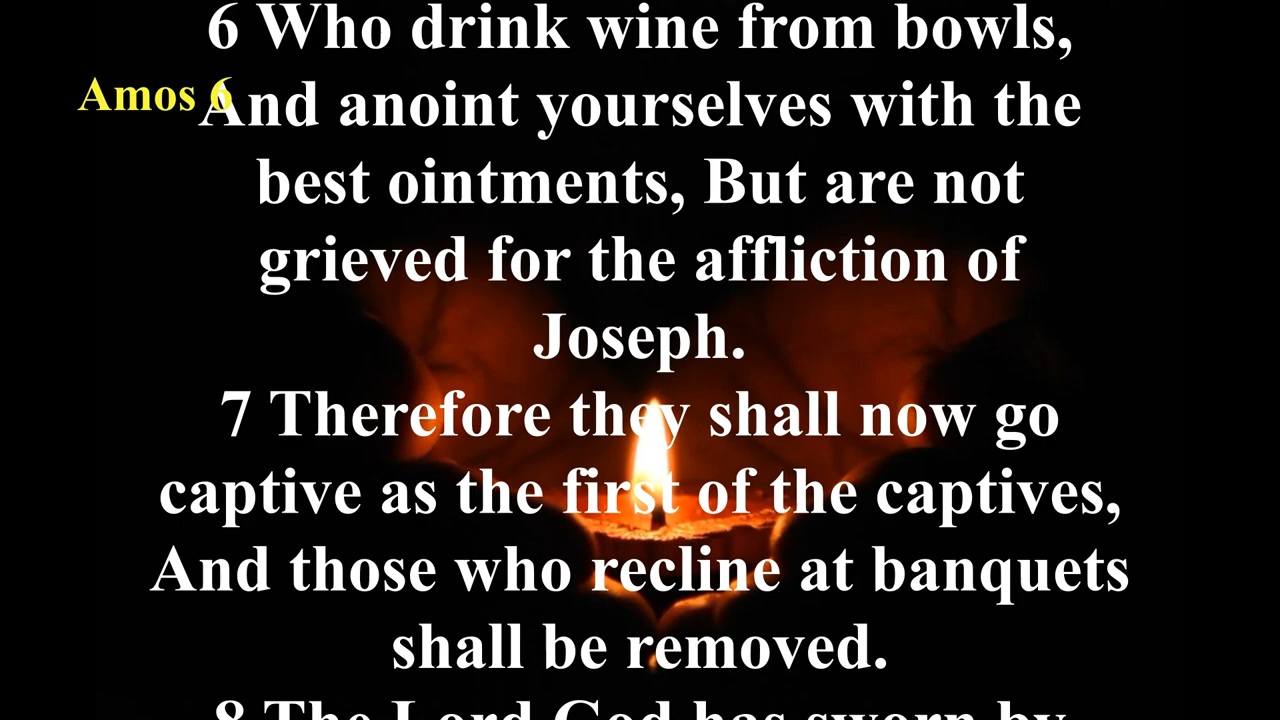 6 Who drink wine from bowls,
Amos 6
And anoint yourselves with the
best ointments, But are not
grieved for the affliction of
Joseph.
7 Therefore they shall now go
captive as the first of the captives,
And those who recline at banquets
shall be removed.
8 The Lord God has sworn by